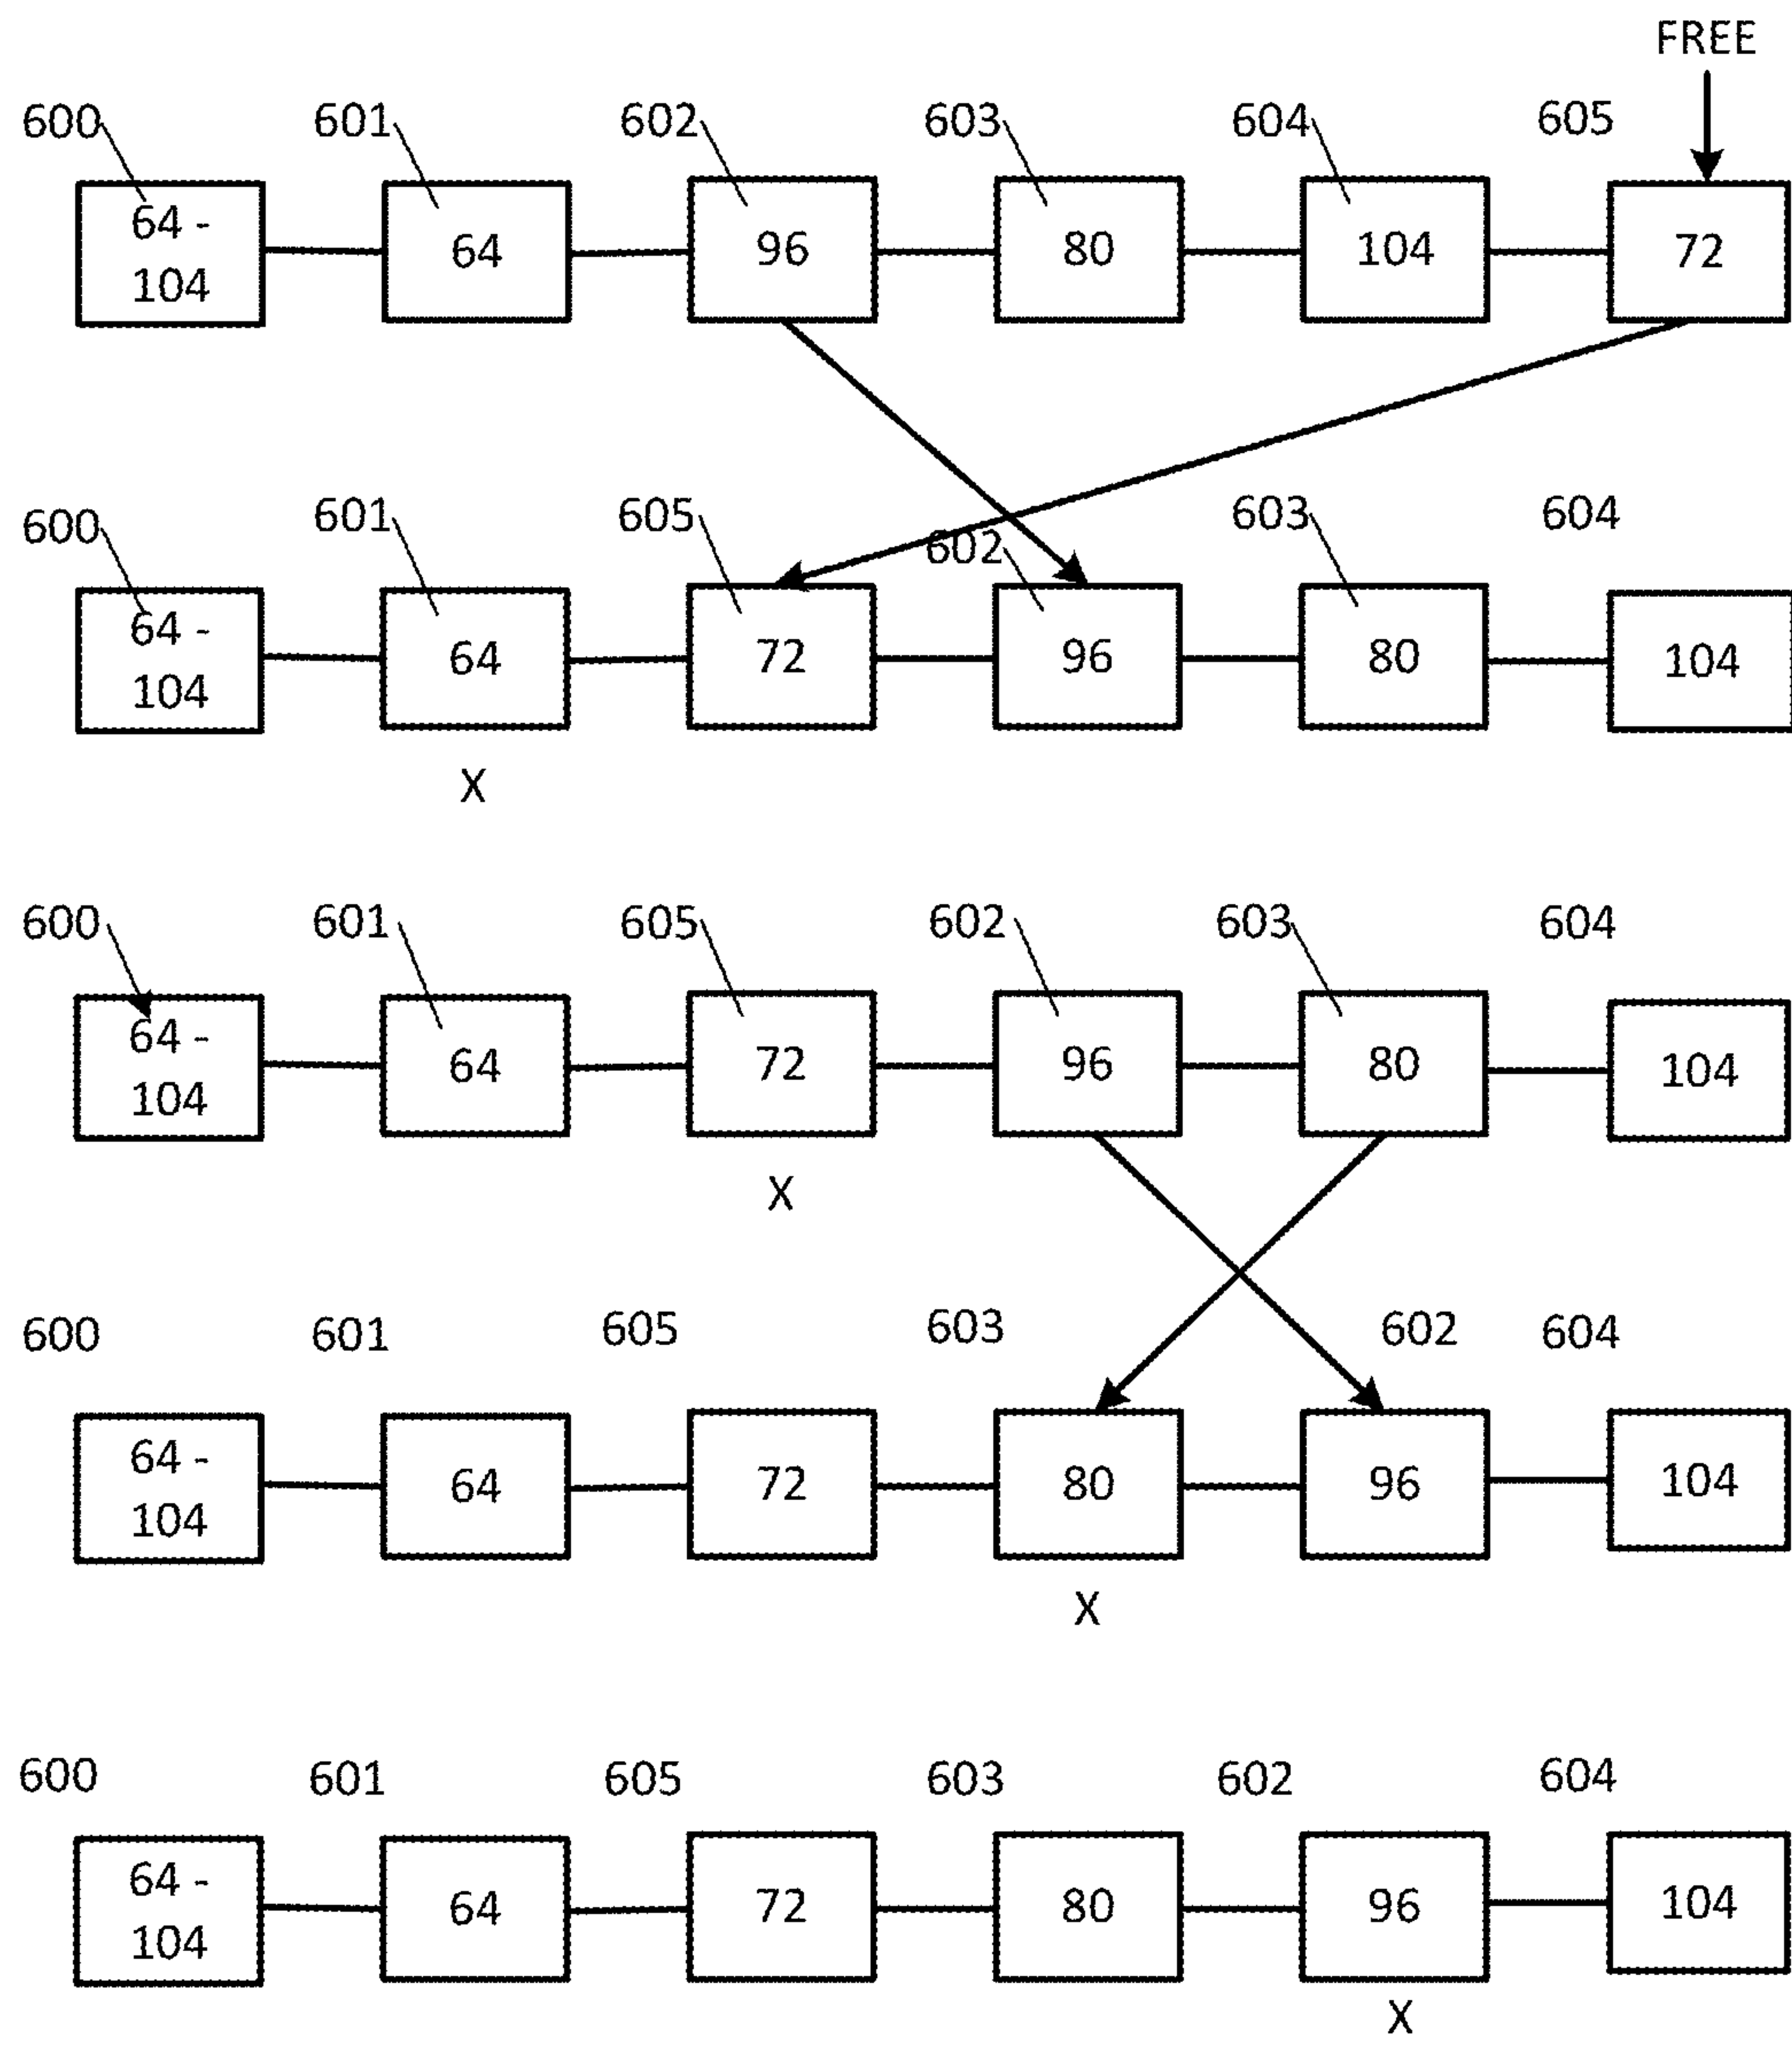 FREE
600 601 602 603 604 605
64 - 104 64 96 80 104 72
600 601 605 602 603 604
64 - 104 64 72 96 80 104
X
600 601 605 602 603 604
64 - 104 64 72 96 80 104
X
600 601 605 603 602 604
64 - 104 64 72 80 96 104
X
600 601 605 603 602 604
64 - 104 64 72 80 96 104
X